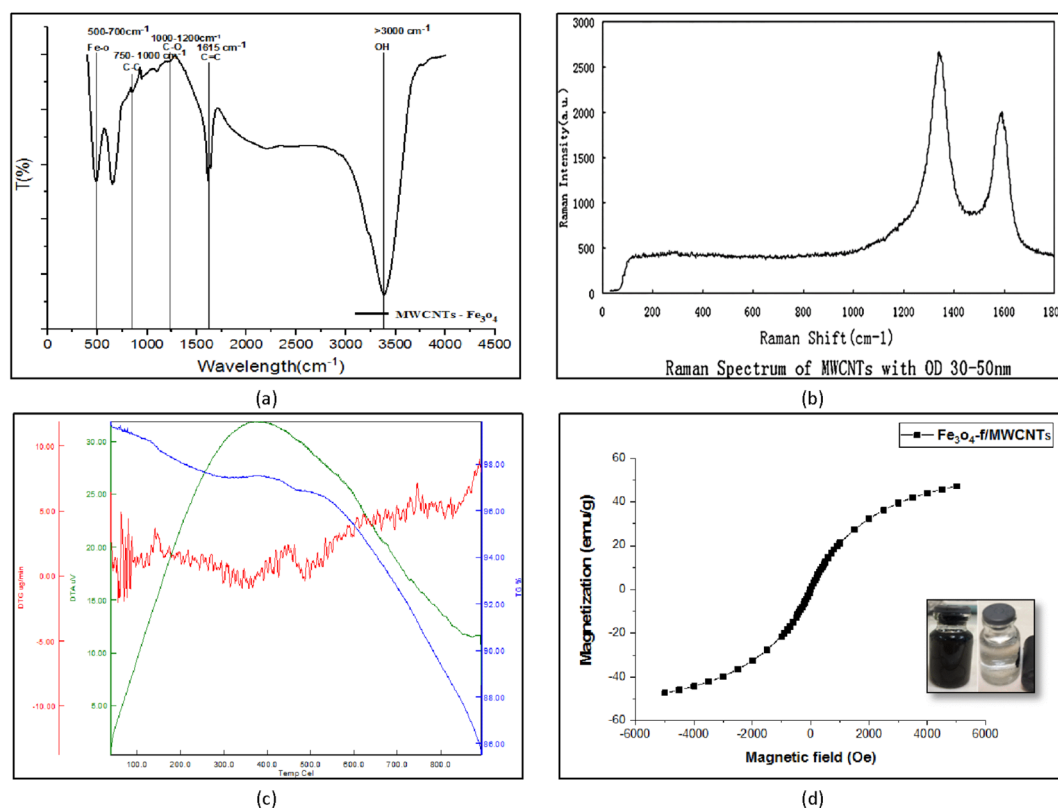 500-700cm⁻¹
Fe-o
750- 1000 cm⁻¹
C-C
1000-1200cm⁻¹
C-O
1615 cm⁻¹
C=C
>3000 cm⁻¹
OH
T(%)
MWCNTs - Fe₃o₄
0 500 1000 1500 2000 2500 3000 3500 4000 4500
Wavelength(cm⁻¹)
(a)
3000
2500
2000
1500
1000
500
0
Raman Intensity(a.u.)
0 200 400 600 800 1000 1200 1400 1600 180
Raman Shift(cm-1)
Raman Spectrum of MWCNTs with OD 30-50nm
(b)
10.00
5.00
0.00
-5.00
-10.00
DTG ug/min
30.00
25.00
20.00
15.00
10.00
5.00
DTA uV
98.00
96.00
94.00
92.00
90.00
88.00
86.00
TG %
100.0 200.0 300.0 400.0 500.0 600.0 700.0 800.0
Temp Cel
(c)
Fe₃o₄-f/MWCNTs
60
40
20
0
-20
-40
-60
Magnetization (emu/g)
-6000 -4000 -2000 0 2000 4000 6000
Magnetic field (Oe)
(d)